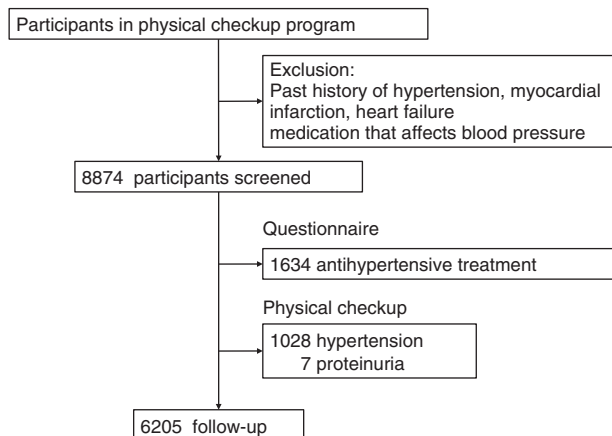 Participants in physical checkup program
Exclusion:
Past history of hypertension, myocardial
infarction, heart failure
medication that affects blood pressure
8874 participants screened
Questionnaire
1634 antihypertensive treatment
Physical checkup
1028 hypertension
7 proteinuria
6205 follow-up